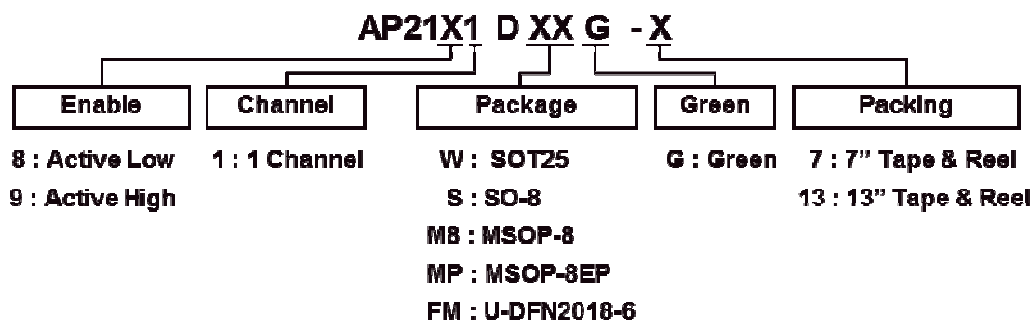 AP21X1 D XX G - X
Enable Channel Package Green Packing
8 : Active Low 1 : 1 Channel W : SOT25 G : Green 7 : 7” Tape & Reel
9 : Active High S : SO-8 13 : 13” Tape & Reel
M8 : MSOP-8
MP : MSOP-8EP
FM : U-DFN2018-6